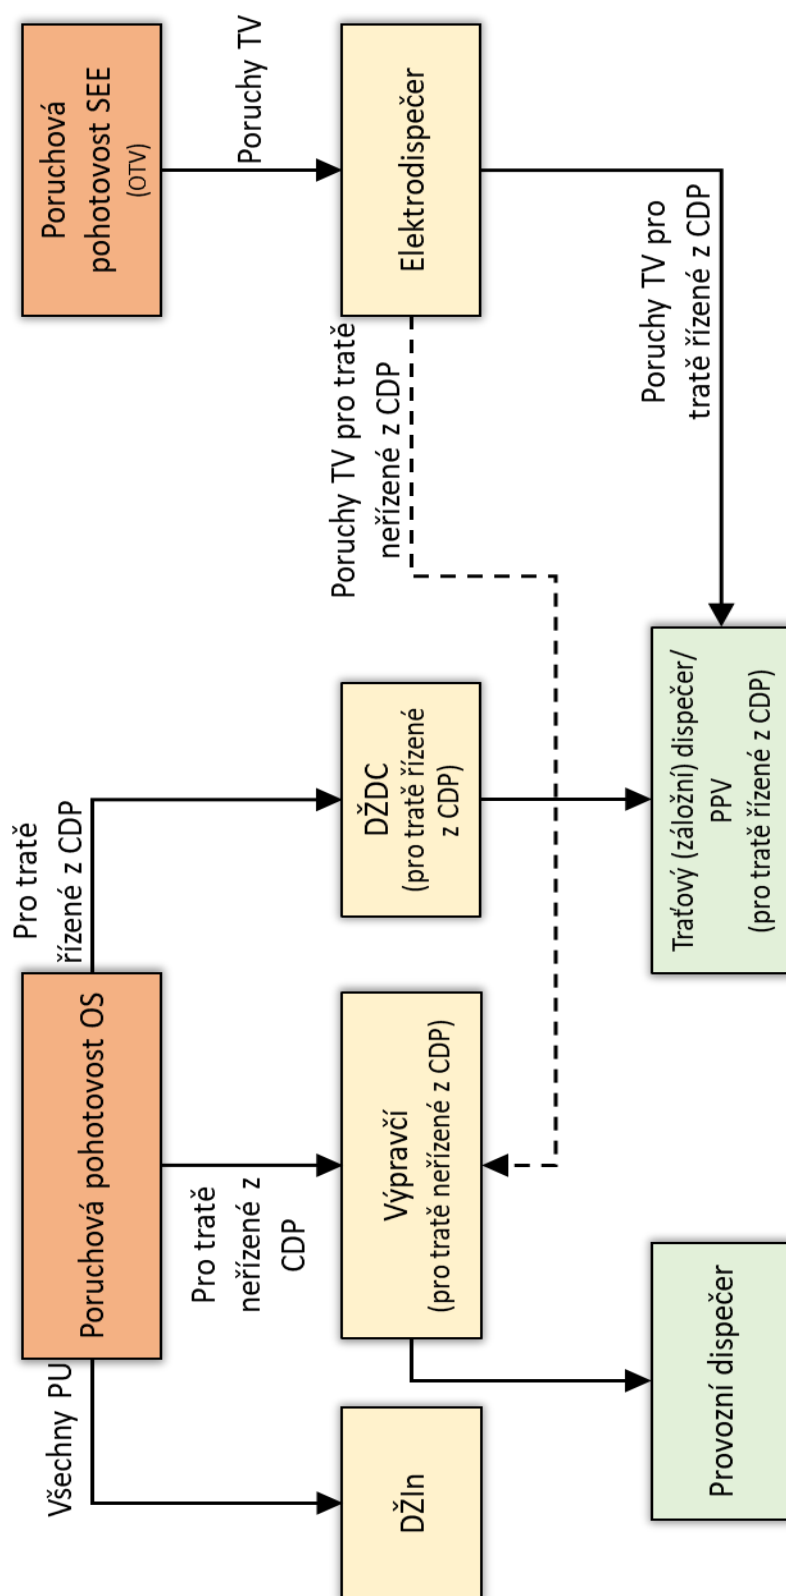 Všechny PU
Poruchová pohotovost OS
Pro tratě
řízené z CDP
Poruchová
pohotovost SEE
(OTV)
Pro tratě
neřízené z
CDP
Poruchy TV
DŽIn
Výpravčí
(pro tratě neřízené z CDP)
DŽDC
(pro tratě řízené
z CDP)
Poruchy TV pro tratě
neřízené z CDP
Elektrodispečer
Provozní dispečer
Traťový (záložní) dispečer/
PPV
(pro tratě řízené z CDP)
Poruchy TV pro
tratě řízené z CDP